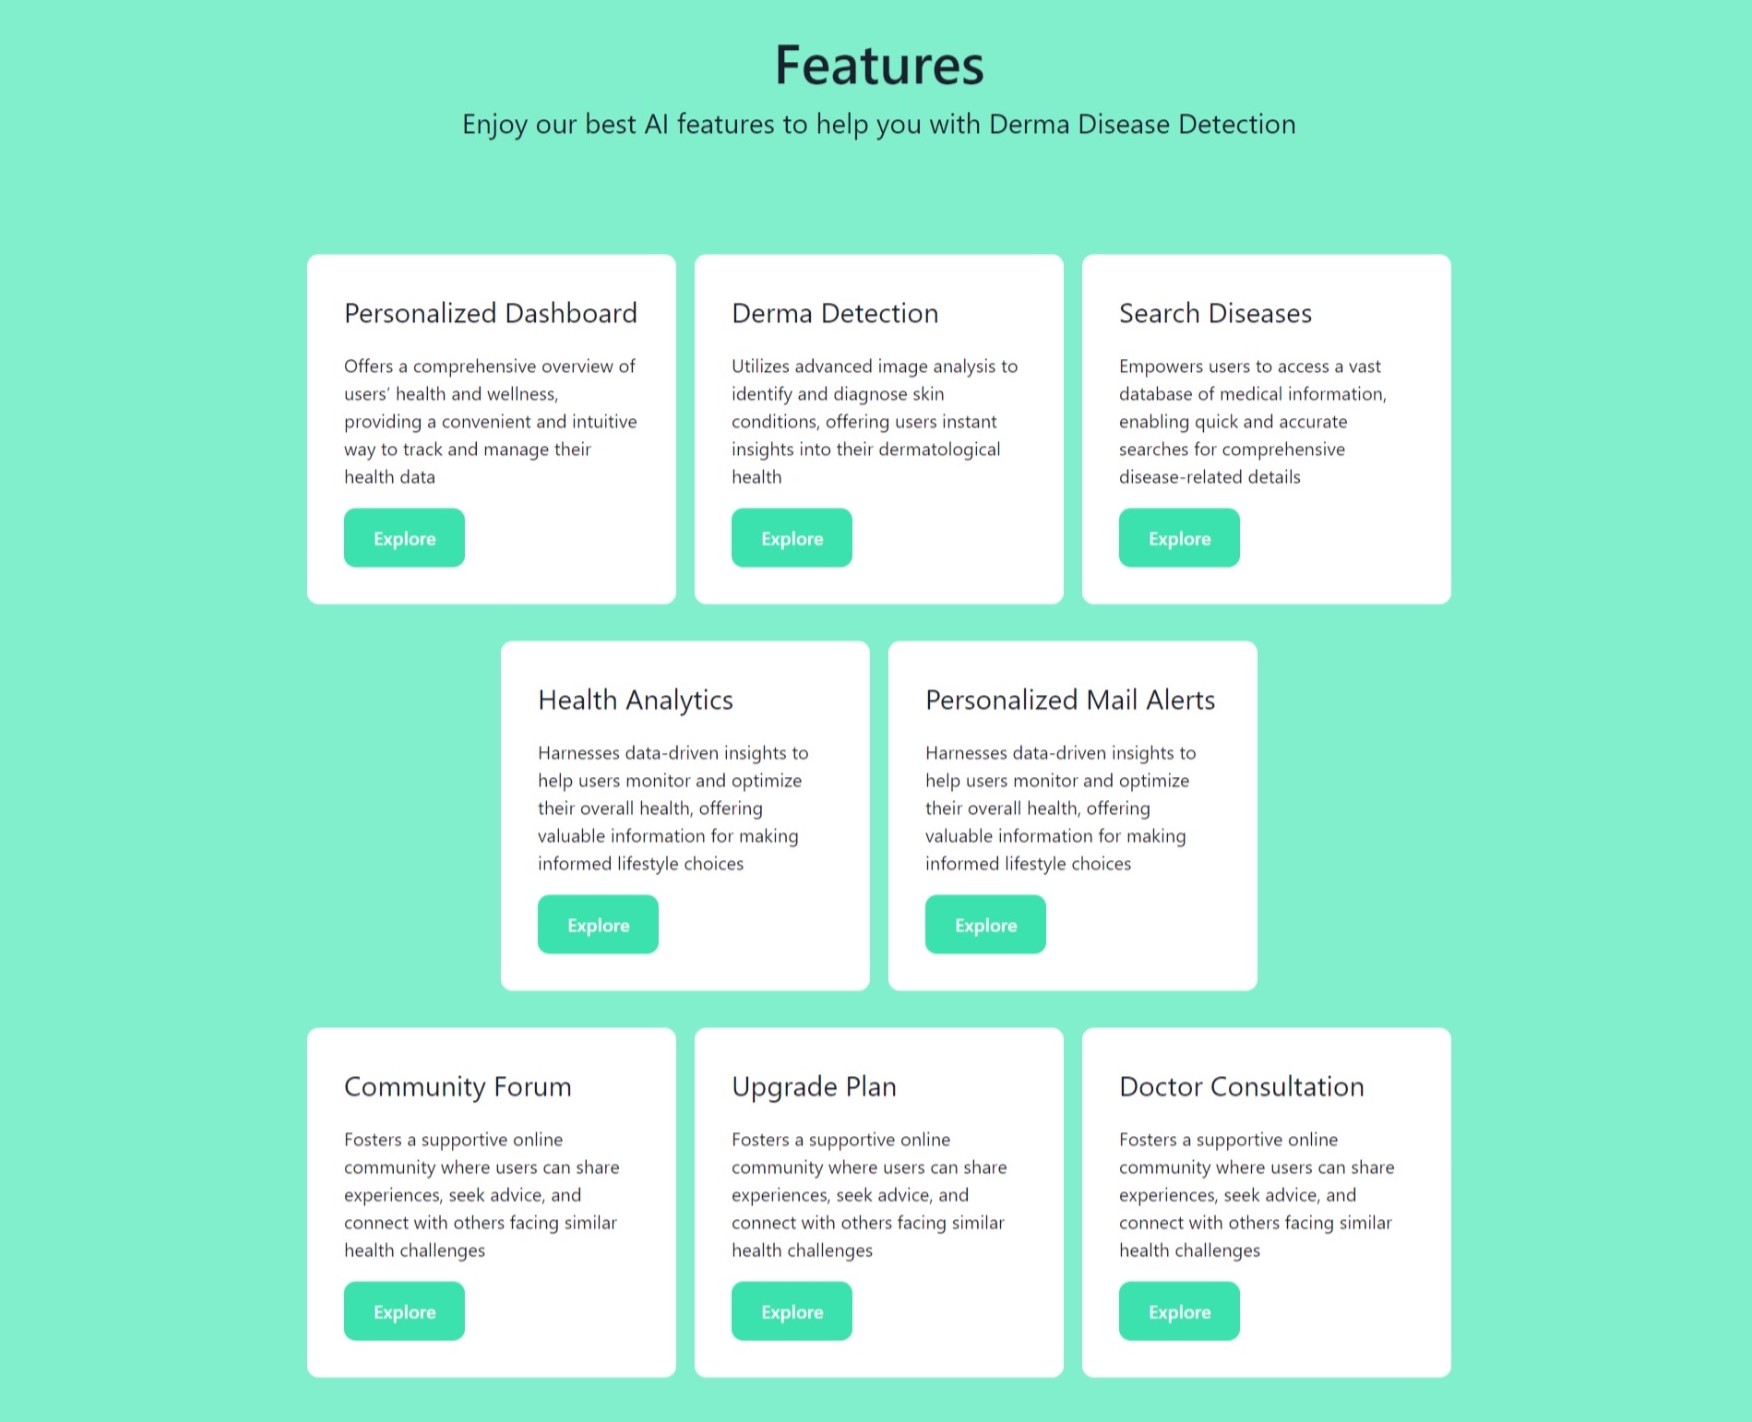 Features
Enjoy our best AI features to help you with Derma Disease Detection
Personalized Dashboard
Offers a comprehensive overview of
users' health and wellness,
providing a convenient and intuitive
way to track and manage their
health data
Explore
Derma Detection
Utilizes advanced image analysis to
identify and diagnose skin
conditions, offering users instant
insights into their dermatological
health
Explore
Search Diseases
Empowers users to access a vast
database of medical information,
enabling quick and accurate
searches for comprehensive
disease-related details
Explore
Health Analytics
Harnesses data-driven insights to
help users monitor and optimize
their overall health, offering
valuable information for making
informed lifestyle choices
Explore
Personalized Mail Alerts
Harnesses data-driven insights to
help users monitor and optimize
their overall health, offering
valuable information for making
informed lifestyle choices
Explore
Community Forum
Fosters a supportive online
community where users can share
experiences, seek advice, and
connect with others facing similar
health challenges
Explore
Upgrade Plan
Fosters a supportive online
community where users can share
experiences, seek advice, and
connect with others facing similar
health challenges
Explore
Doctor Consultation
Fosters a supportive online
community where users can share
experiences, seek advice, and
connect with others facing similar
health challenges
Explore